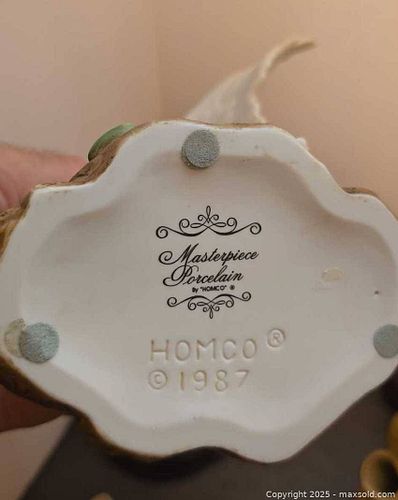 Masterpiece
Porcelain
By "HOMCO" ®
HOMCO ®
© 1987
Copyright © 2025 - maxsold.com